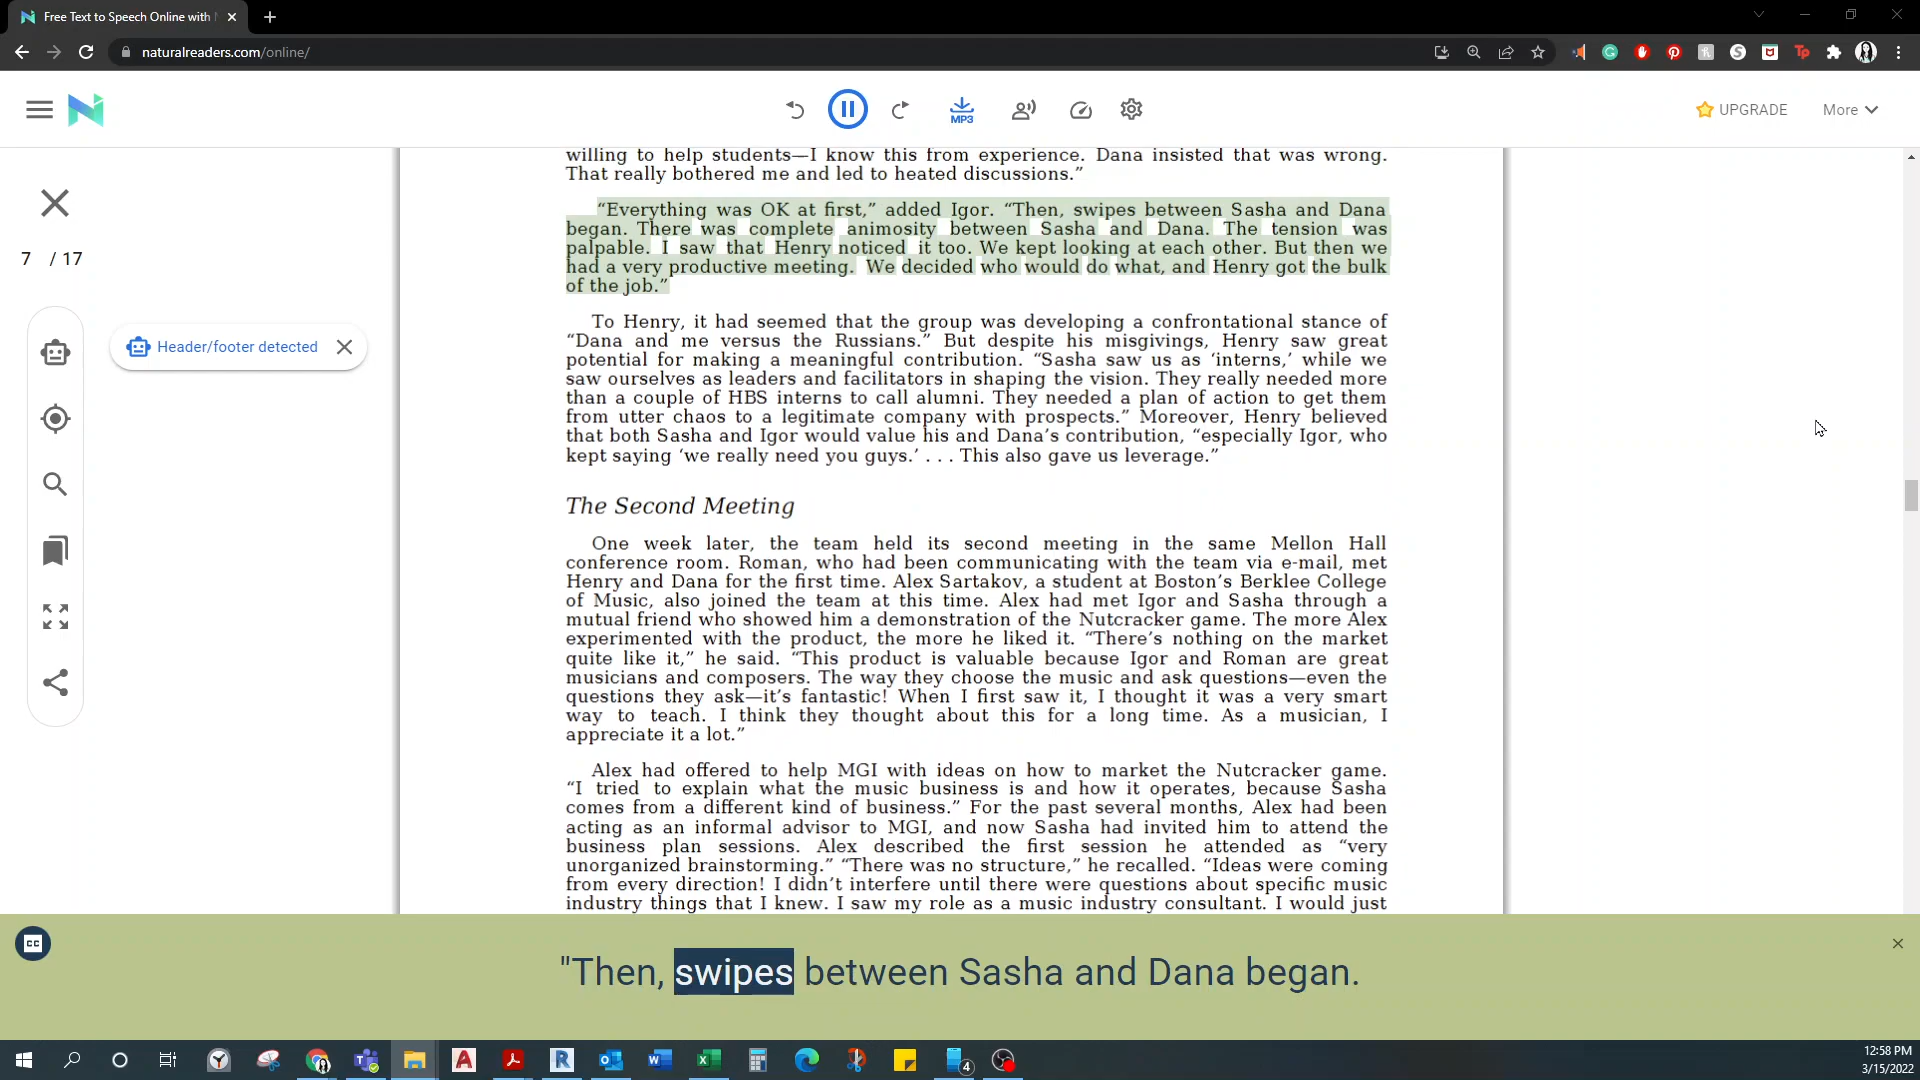 Free Text to Speech Online with
naturalreaders.com/online/
MP3
UPGRADE
More
7 / 17
Header/footer detected
willing to help students—I know this from experience. Dana insisted that was wrong.
That really bothered me and led to heated discussions.”
“Everything was OK at first,” added Igor. “Then, swipes between Sasha and Dana
began. There was complete animosity between Sasha and Dana. The tension was
palpable. I saw that Henry noticed it too. We kept looking at each other. But then we
had a very productive meeting. We decided who would do what, and Henry got the bulk
of the job.”
To Henry, it had seemed that the group was developing a confrontational stance of
“Dana and me versus the Russians.” But despite his misgivings, Henry saw great
potential for making a meaningful contribution. “Sasha saw us as ‘interns,’ while we
saw ourselves as leaders and facilitators in shaping the vision. They really needed more
than a couple of HBS interns to call alumni. They needed a plan of action to get them
from utter chaos to a legitimate company with prospects.” Moreover, Henry believed
that both Sasha and Igor would value his and Dana’s contribution, “especially Igor, who
kept saying ‘we really need you guys.’ . . . This also gave us leverage.”
The Second Meeting
One week later, the team held its second meeting in the same Mellon Hall
conference room. Roman, who had been communicating with the team via e-mail, met
Henry and Dana for the first time. Alex Sartakov, a student at Boston’s Berklee College
of Music, also joined the team at this time. Alex had met Igor and Sasha through a
mutual friend who showed him a demonstration of the Nutcracker game. The more Alex
experimented with the product, the more he liked it. “There’s nothing on the market
quite like it,” he said. “This product is valuable because Igor and Roman are great
musicians and composers. The way they choose the music and ask questions—even the
questions they ask—it’s fantastic! When I first saw it, I thought it was a very smart
way to teach. I think they thought about this for a long time. As a musician, I
appreciate it a lot.”
Alex had offered to help MGI with ideas on how to market the Nutcracker game.
“I tried to explain what the music business is and how it operates, because Sasha
comes from a different kind of business.” For the past several months, Alex had been
acting as an informal advisor to MGI, and now Sasha had invited him to attend the
business plan sessions. Alex described the first session he attended as “very
unorganized brainstorming.” “There was no structure,” he recalled. “Ideas were coming
from every direction! I didn’t interfere until there were questions about specific music
industry things that I knew. I saw my role as a music industry consultant. I would just
CC
"Then, swipes between Sasha and Dana began.
4
12:58 PM
3/15/2022